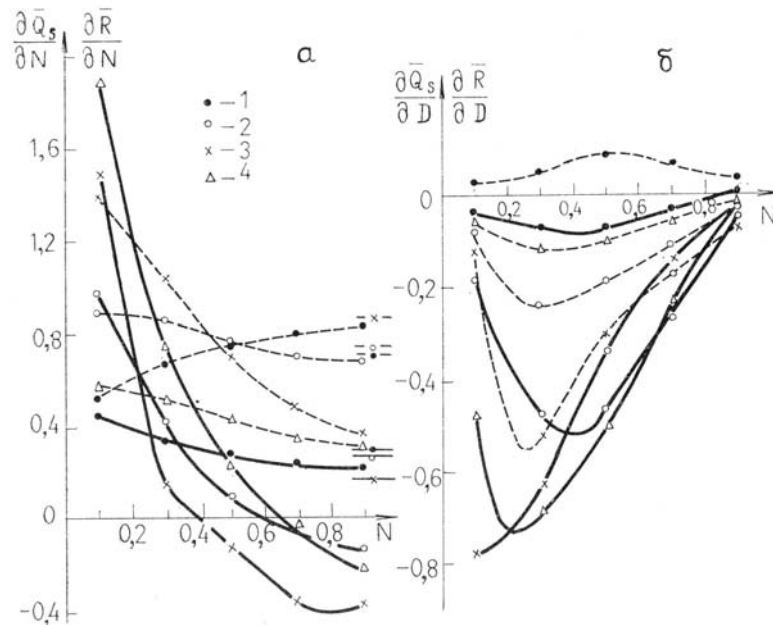 ∂Q̄s/∂N ∂R̄/∂N
а
1,6
1,2
0,8
0,4
0
-0,4
0,2 0,4 0,6 0,8 N
● -1
○ -2
× -3
△ -4
∂Q̄s/∂D ∂R̄/∂D
б
0
-0,2
-0,4
-0,6
-0,8
0,2 0,4 0,6 0,8 N